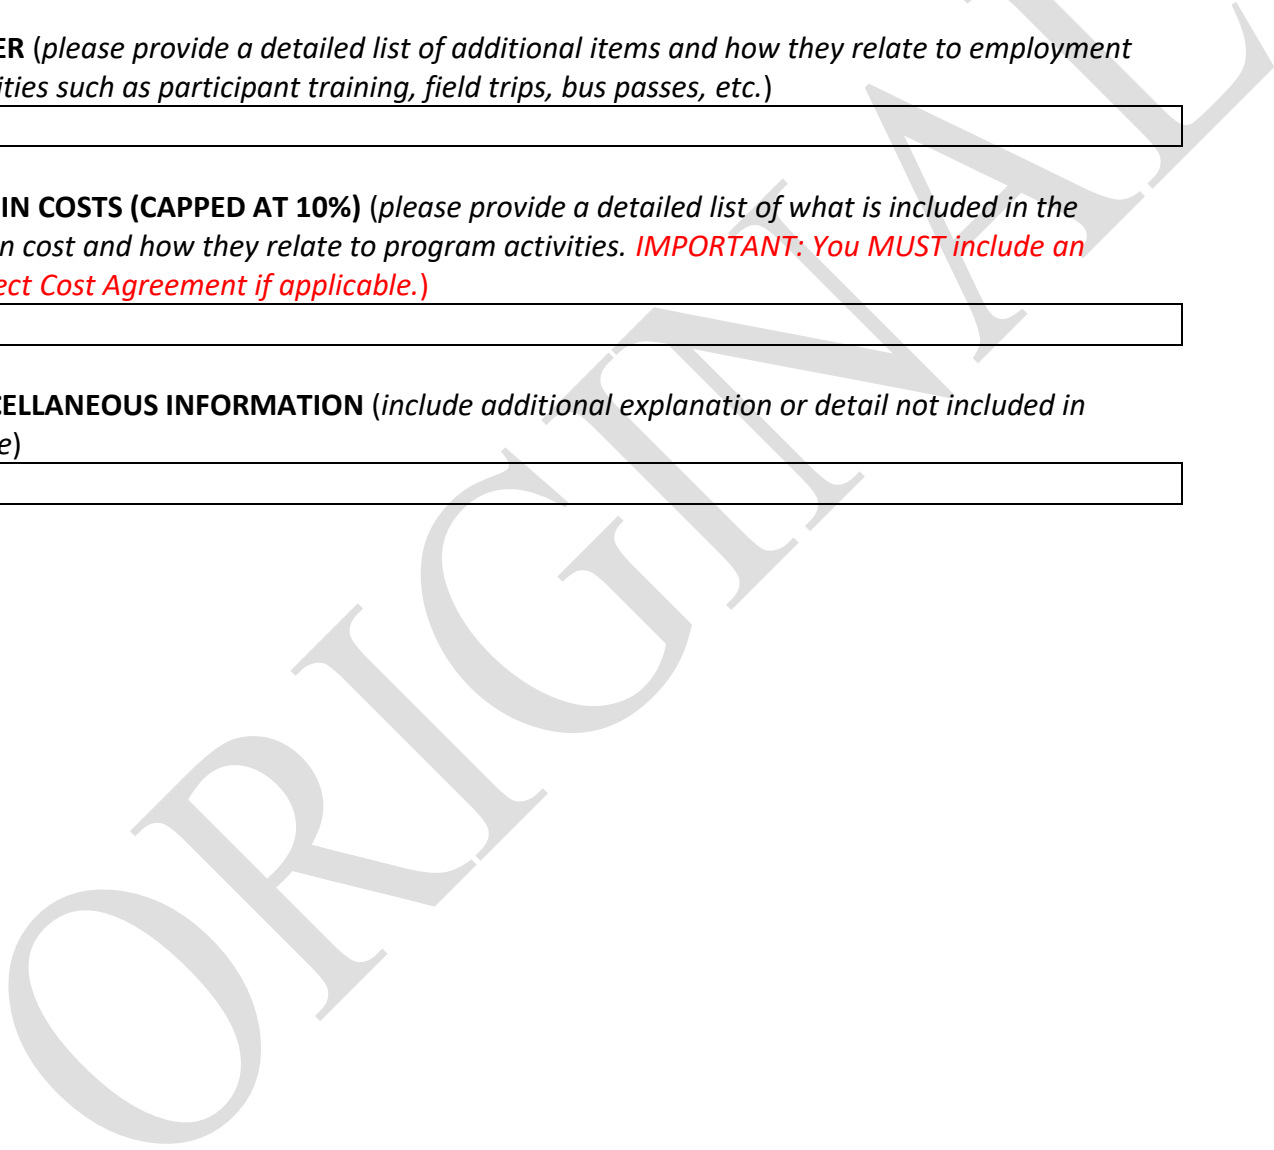 ER (please provide a detailed list of additional items and how they relate to employment
ities such as participant training, field trips, bus passes, etc.)
IN COSTS (CAPPED AT 10%) (please provide a detailed list of what is included in the
n cost and how they relate to program activities. IMPORTANT: You MUST include an
ect Cost Agreement if applicable.)
CELLANEOUS INFORMATION (include additional explanation or detail not included in
e)
ORIGINAL